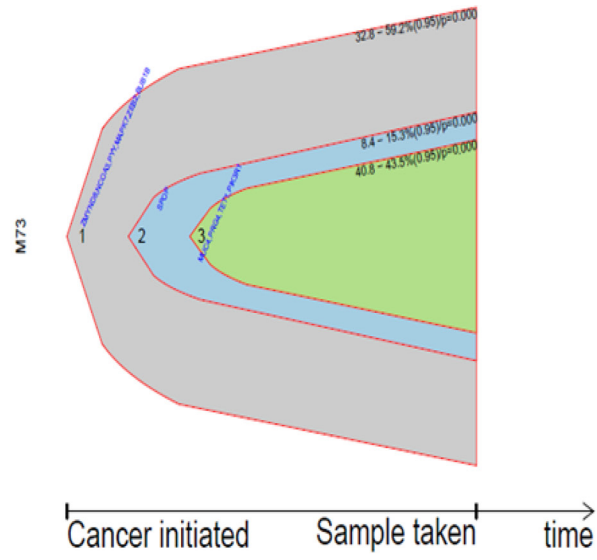 32.8 − 59.2%(0.95)/p=0.000
8.4 − 15.3%(0.95)/p=0.000
40.8 − 43.5%(0.95)/p=0.000
M73
1
2
3
Cancer initiated
Sample taken
time